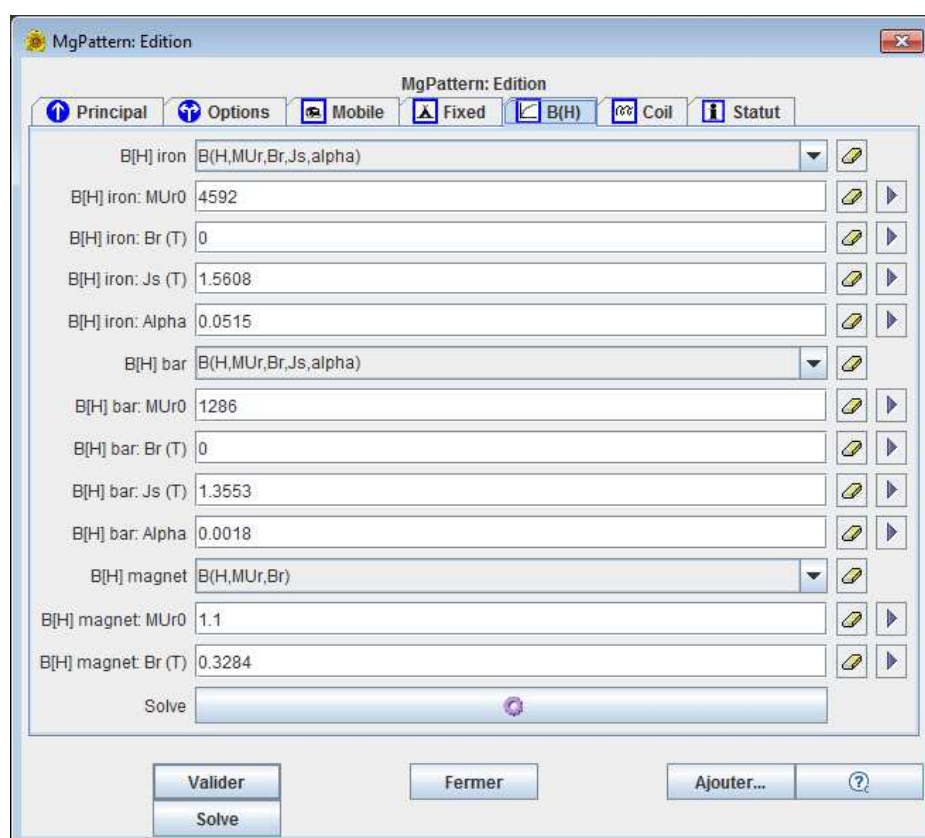 MgPattern: Edition
MgPattern: Edition
Principal Options Mobile Fixed B(H) Coil Statut
B[H] iron B(H,MUr,Br,Js,alpha)
B[H] iron: MUr0 4592
B[H] iron: Br (T) 0
B[H] iron: Js (T) 1.5608
B[H] iron: Alpha 0.0515
B[H] bar B(H,MUr,Br,Js,alpha)
B[H] bar: MUr0 1286
B[H] bar: Br (T) 0
B[H] bar: Js (T) 1.3553
B[H] bar: Alpha 0.0018
B[H] magnet B(H,MUr,Br)
B[H] magnet: MUr0 1.1
B[H] magnet: Br (T) 0.3284
Solve
Valider Fermer Ajouter... ?
Solve